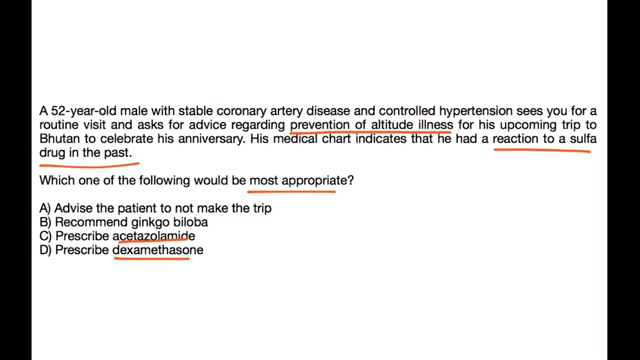 A 52-year-old male with stable coronary artery disease and controlled hypertension sees you for a
routine visit and asks for advice regarding prevention of altitude illness for his upcoming trip to
Bhutan to celebrate his anniversary. His medical chart indicates that he had a reaction to a sulfa
drug in the past.
Which one of the following would be most appropriate?
A) Advise the patient to not make the trip
B) Recommend ginkgo biloba
C) Prescribe acetazolamide
D) Prescribe dexamethasone